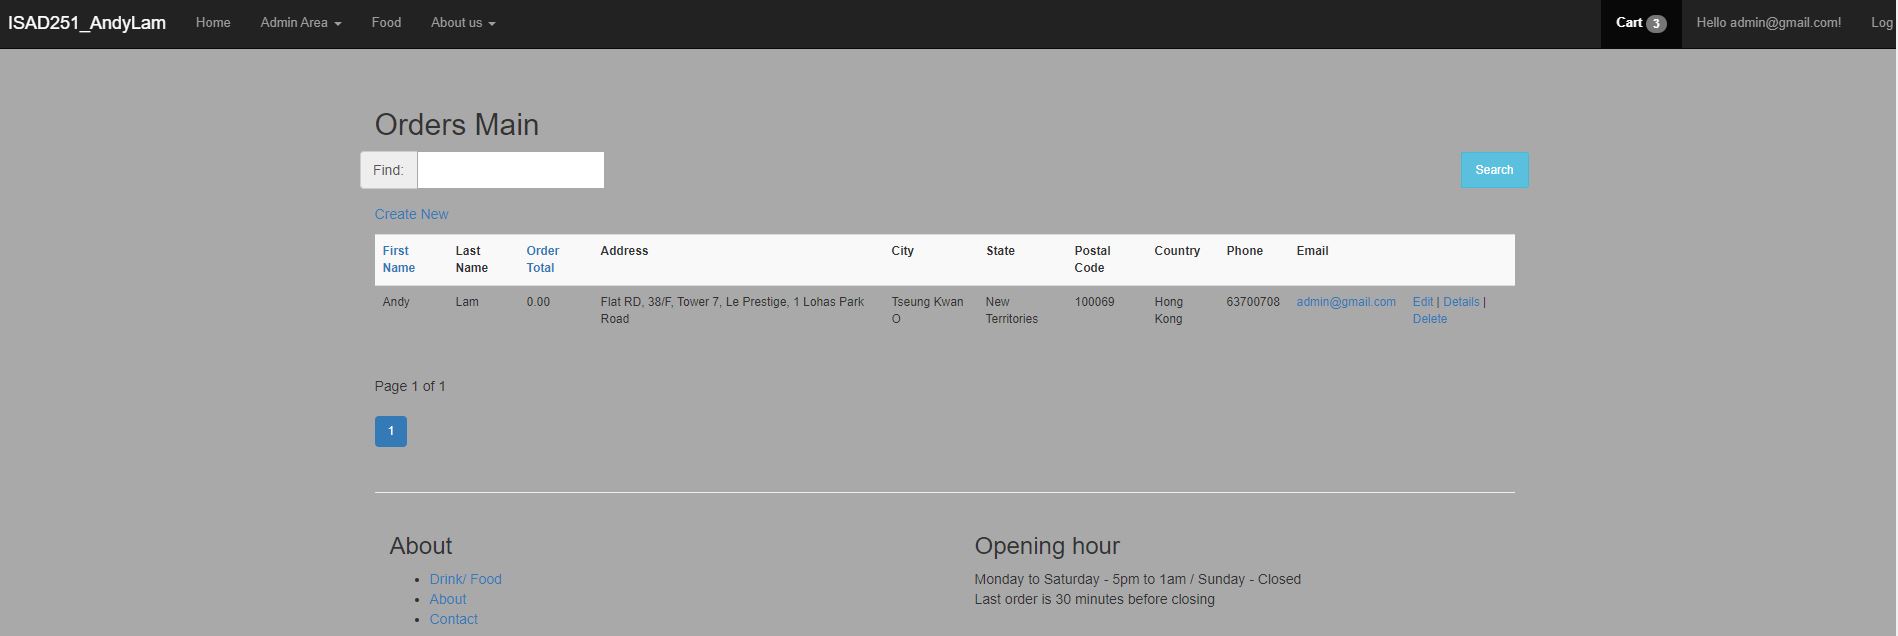 ISAD251_AndyLam Home Admin Area Food About us Cart 3 Hello admin@gmail.com! Log
Orders Main
Find: Search
Create New
First Name Last Name Order Total Address City State Postal Code Country Phone Email
Andy Lam 0.00 Flat RD, 38/F, Tower 7, Le Prestige, 1 Lohas Park Road Tseung Kwan O New Territories 100069 Hong Kong 63700708 admin@gmail.com Edit | Details | Delete
Page 1 of 1
1
About
Drink/ Food
About
Contact
Opening hour
Monday to Saturday - 5pm to 1am / Sunday - Closed
Last order is 30 minutes before closing